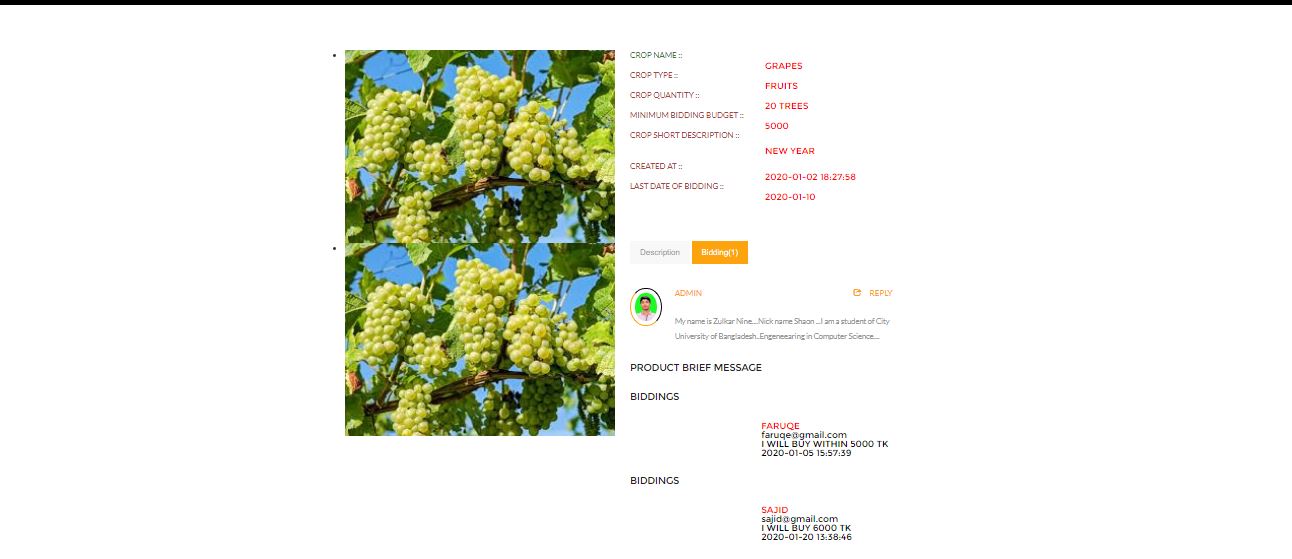 CROP NAME ::
GRAPES
CROP TYPE ::
FRUITS
CROP QUANTITY ::
20 TREES
MINIMUM BIDDING BUDGET ::
5000
CROP SHORT DESCRIPTION ::
NEW YEAR
CREATED AT ::
2020-01-02 18:27:58
LAST DATE OF BIDDING ::
2020-01-10
Description Bidding(1)
ADMIN REPLY
My name is Zulkar Nine....Nick name Shaon ...I am a student of City
University of Bangladesh..Engeneearing in Computer Science....
PRODUCT BRIEF MESSAGE
BIDDINGS
FARUQE
faruqe@gmail.com
I WILL BUY WITHIN 5000 TK
2020-01-05 15:57:39
BIDDINGS
SAJID
sajid@gmail.com
I WILL BUY 6000 TK
2020-01-20 13:38:46